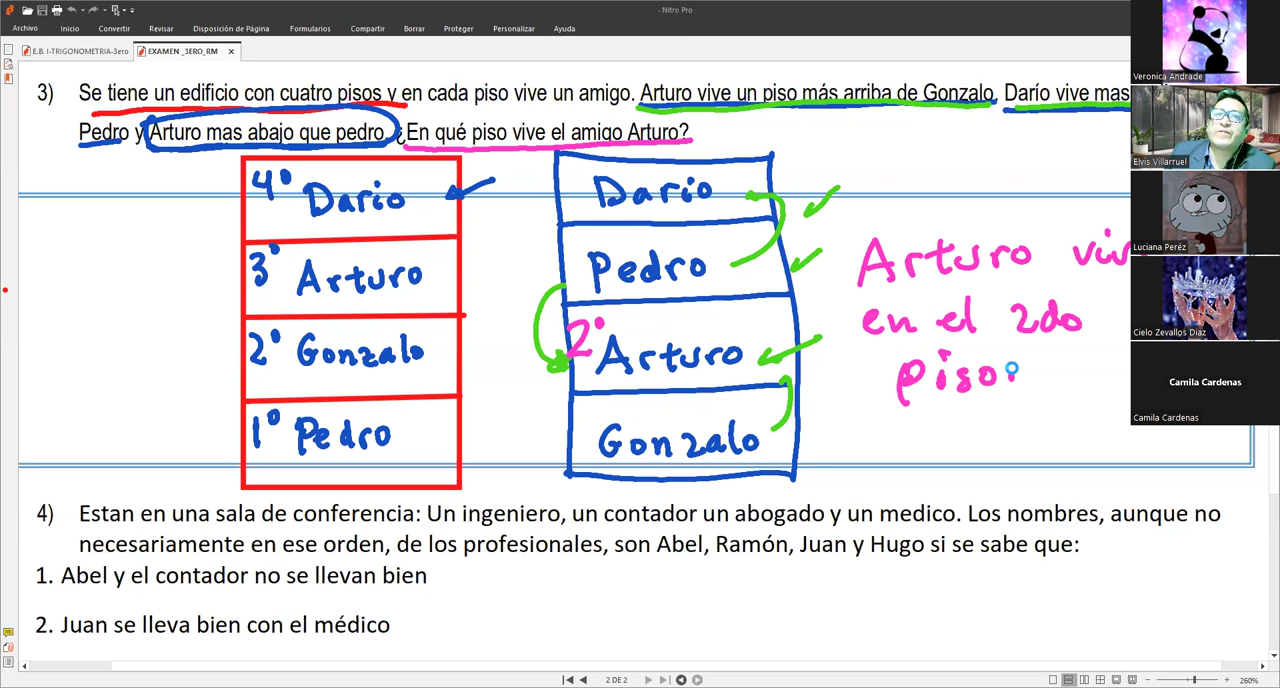 - Nitro Pro
Archivo Inicio Convertir Revisar Disposición de Página Formularios Compartir Borrar Proteger Personalizar Ayuda
E.B. I-TRIGONOMETRIA-3ero EXAMEN _3ERO_RM
3) Se tiene un edificio con cuatro pisos y en cada piso vive un amigo. Arturo vive un piso más arriba de Gonzalo. Darío vive mas
Pedro y Arturo mas abajo que pedro. ¿En qué piso vive el amigo Arturo?
4° Dario
3° Arturo
2° Gonzalo
1° Pedro
Dario
Pedro
2° Arturo
Gonzalo
Arturo
en el 2do
piso
4) Estan en una sala de conferencia: Un ingeniero, un contador un abogado y un medico. Los nombres, aunque no
necesariamente en ese orden, de los profesionales, son Abel, Ramón, Juan y Hugo si se sabe que:
1. Abel y el contador no se llevan bien
2. Juan se lleva bien con el médico
Veronica Andrade
Elvis Villarruel
Luciana Peréz
Cielo Zevallos Diaz
Camila Cardenas
Camila Cardenas
2 DE 2
260%